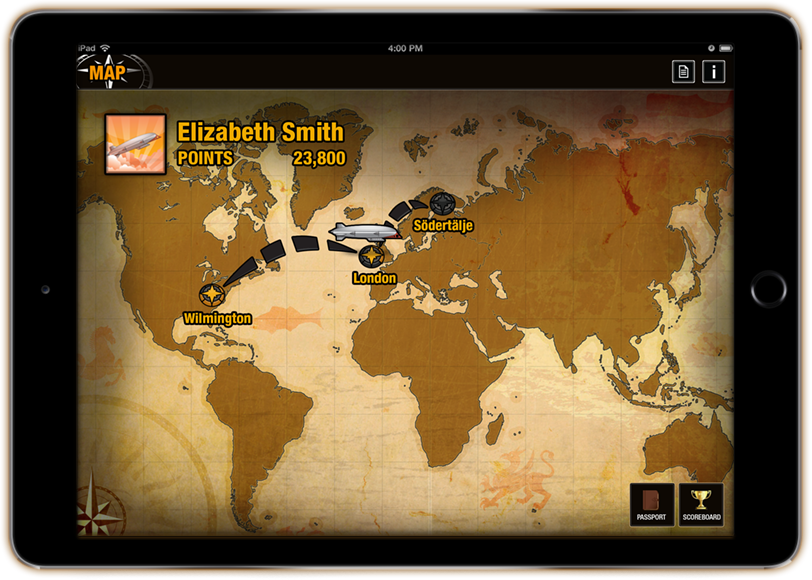 iPad 4:00 PM
MAP
Elizabeth Smith
POINTS 23,800
Södertälje
London
Wilmington
PASSPORT SCOREBOARD